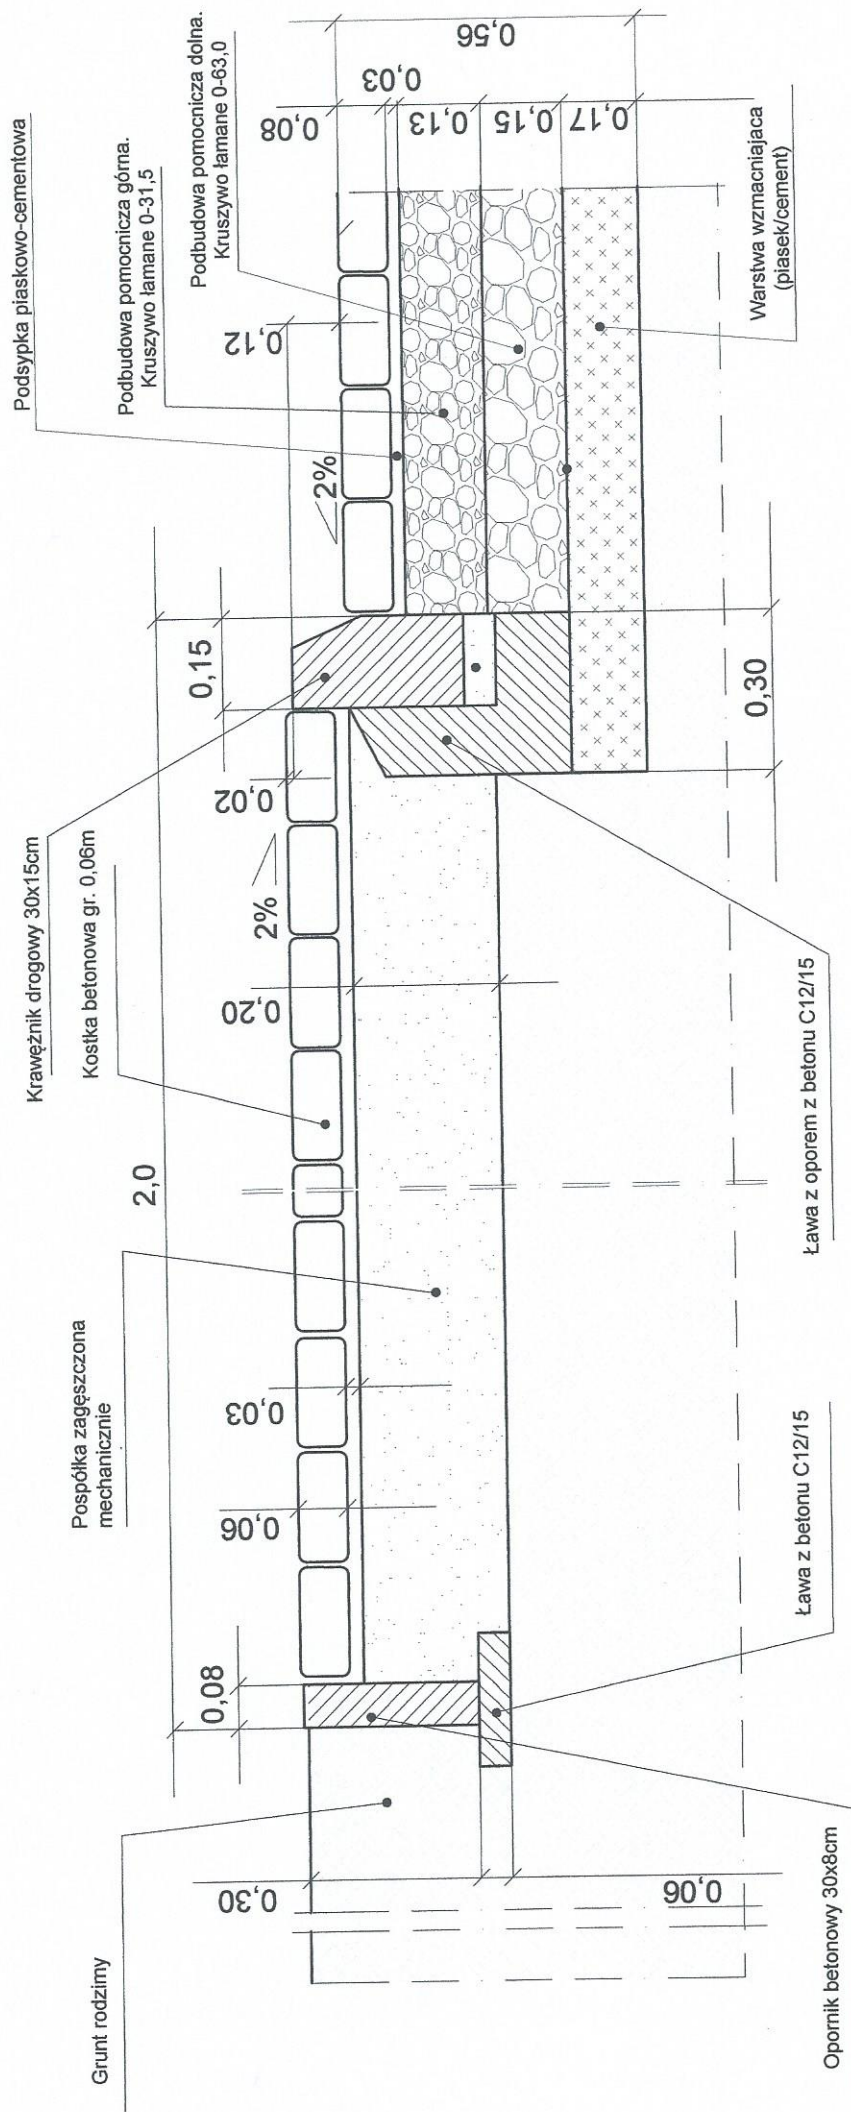 Grunt rodzimy
Pospółka zagęszczona
mechanicznie
Krawężnik drogowy 30x15cm
Kostka betonowa gr. 0,06m
Podsypka piaskowo-cementowa
Podbudowa pomocnicza górna.
Kruszywo łamane 0-31,5
Podbudowa pomocnicza dolna.
Kruszywo łamane 0-63,0
2,0
0,08
0,15
0,30
0,06
0,06
0,03
0,20
2%
0,02
2%
0,12
0,08
0,03
0,13
0,15
0,17
0,56
0,30
Opornik betonowy 30x8cm
Ława z betonu C12/15
Ława z oporem z betonu C12/15
Warstwa wzmacniajaca
(piasek/cement)